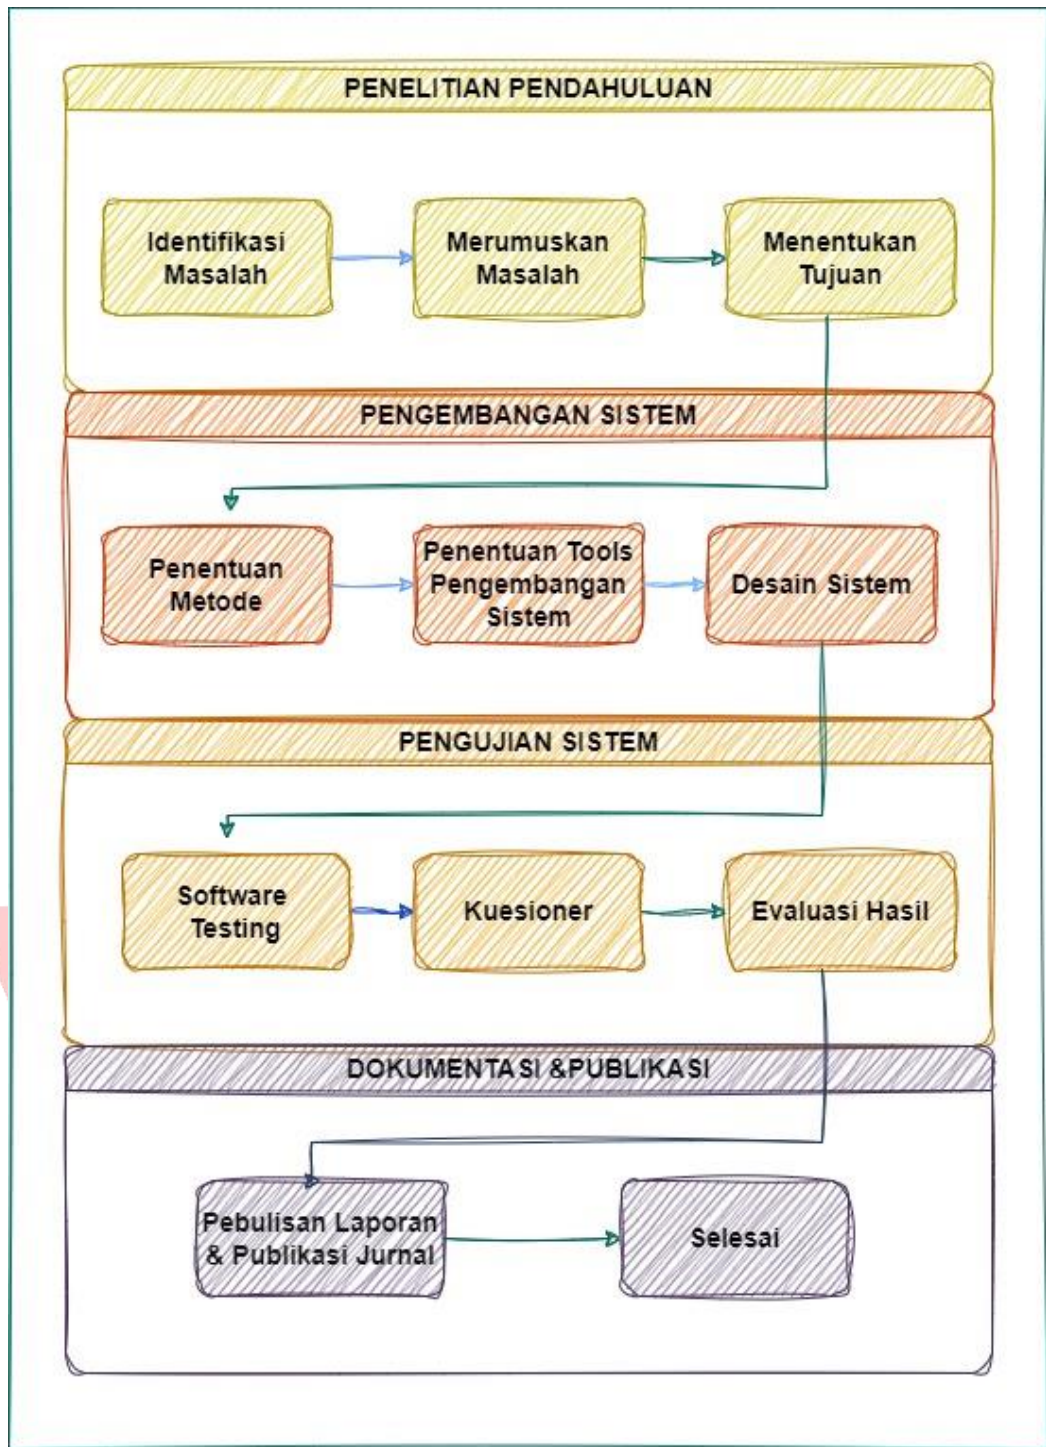 PENELITIAN PENDAHULUAN
Identifikasi
Masalah
Merumuskan
Masalah
Menentukan
Tujuan
PENGEMBANGAN SISTEM
Penentuan
Metode
Penentuan Tools
Pengembangan
Sistem
Desain Sistem
PENGUJIAN SISTEM
Software
Testing
Kuesioner
Evaluasi Hasil
DOKUMENTASI &PUBLIKASI
Pebulisan Laporan
& Publikasi Jurnal
Selesai